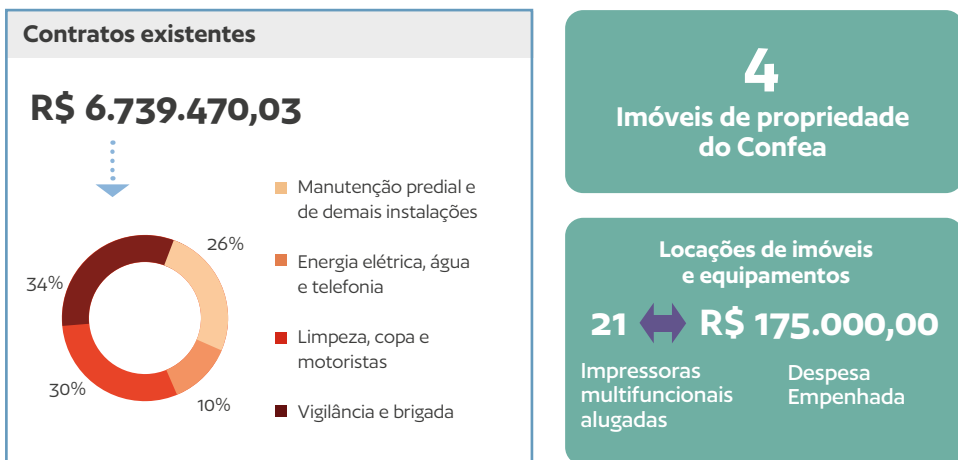 Contratos existentes
R$ 6.739.470,03
26%
34%
30%
10%
Manutenção predial e
de demais instalações
Energia elétrica, água
e telefonia
Limpeza, copa e
motoristas
Vigilância e brigada
4
Imóveis de propriedade
do Confea
Locações de imóveis
e equipamentos
21 R$ 175.000,00
Impressoras
multifuncionais
alugadas
Despesa
Empenhada